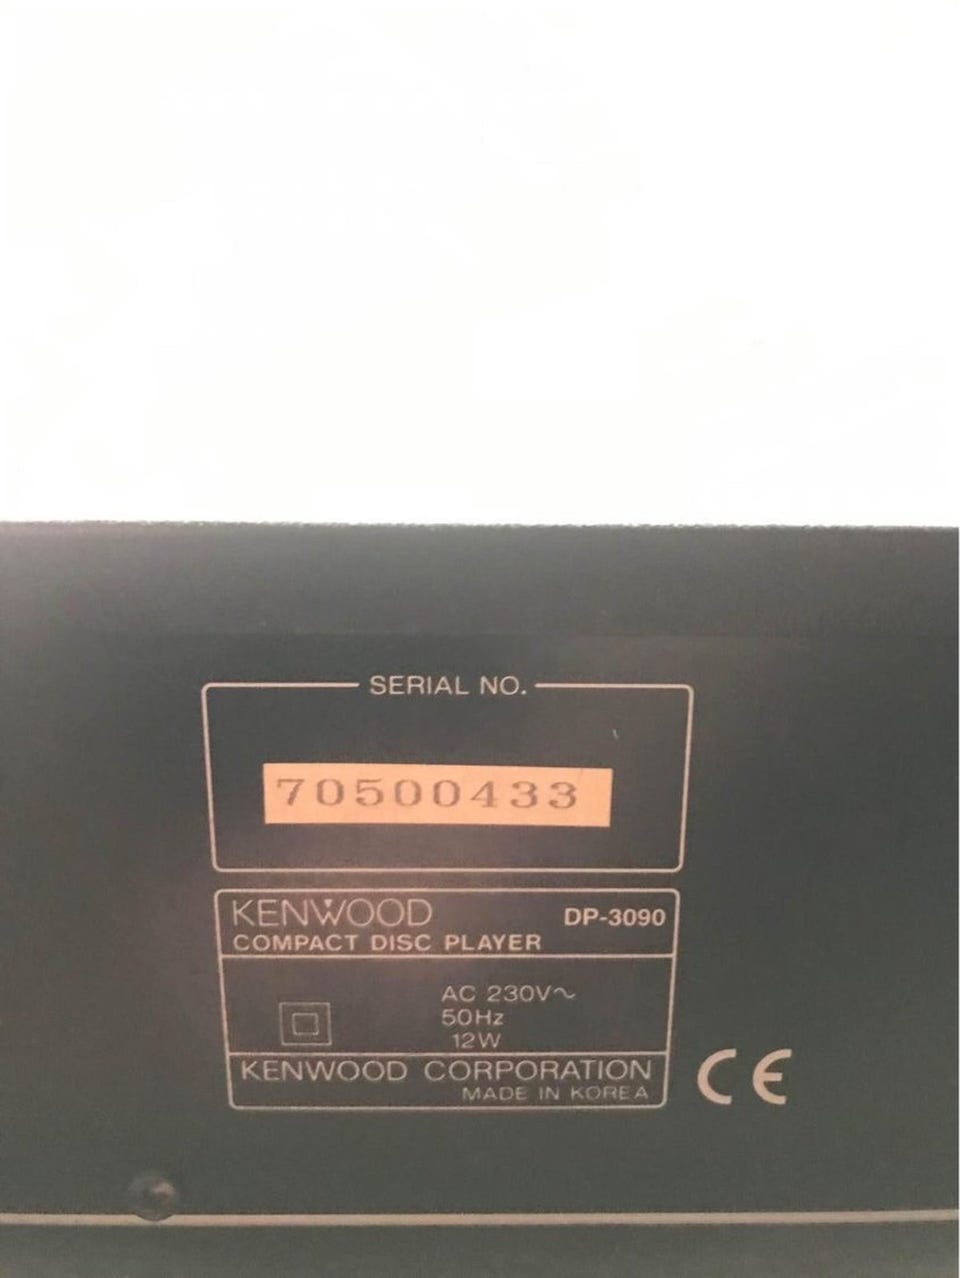 SERIAL NO.
70500433
KENWOOD DP-3090
COMPACT DISC PLAYER
AC 230V~
50Hz
12W
KENWOOD CORPORATION
MADE IN KOREA
CE